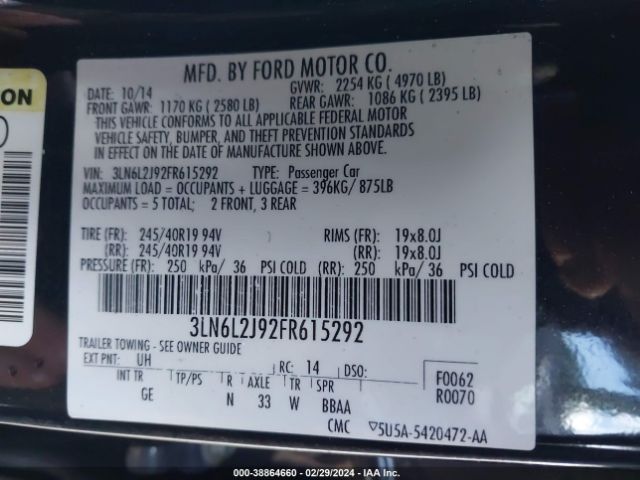 ON
MFD. BY FORD MOTOR CO.
DATE: 10/14 GVWR: 2254 KG ( 4970 LB)
FRONT GAWR: 1170 KG ( 2580 LB) REAR GAWR: 1086 KG ( 2395 LB)
THIS VEHICLE CONFORMS TO ALL APPLICABLE FEDERAL MOTOR
VEHICLE SAFETY, BUMPER, AND THEFT PREVENTION STANDARDS
IN EFFECT ON THE DATE OF MANUFACTURE SHOWN ABOVE.
VIN: 3LN6L2J92FR615292 TYPE: Passenger Car
MAXIMUM LOAD = OCCUPANTS + LUGGAGE = 396KG/ 875LB
OCCUPANTS = 5 TOTAL; 2 FRONT, 3 REAR
TIRE (FR): 245/40R19 94V RIMS (FR): 19x8.0J
(RR): 245/40R19 94V (RR): 19x8.0J
PRESSURE (FR): 250 kPa/ 36 PSI COLD (RR): 250 kPa/ 36 PSI COLD
3LN6L2J92FR615292
TRAILER TOWING - SEE OWNER GUIDE
EXT PNT: UH RC: 14 DSO: F0062
INT TR TP/PS R AXLE TR SPR R0070
GE N 33 W BBAA
CMC ▽5U5A-5420472-AA
000-38864660 - 02/29/2024 - IAA Inc.